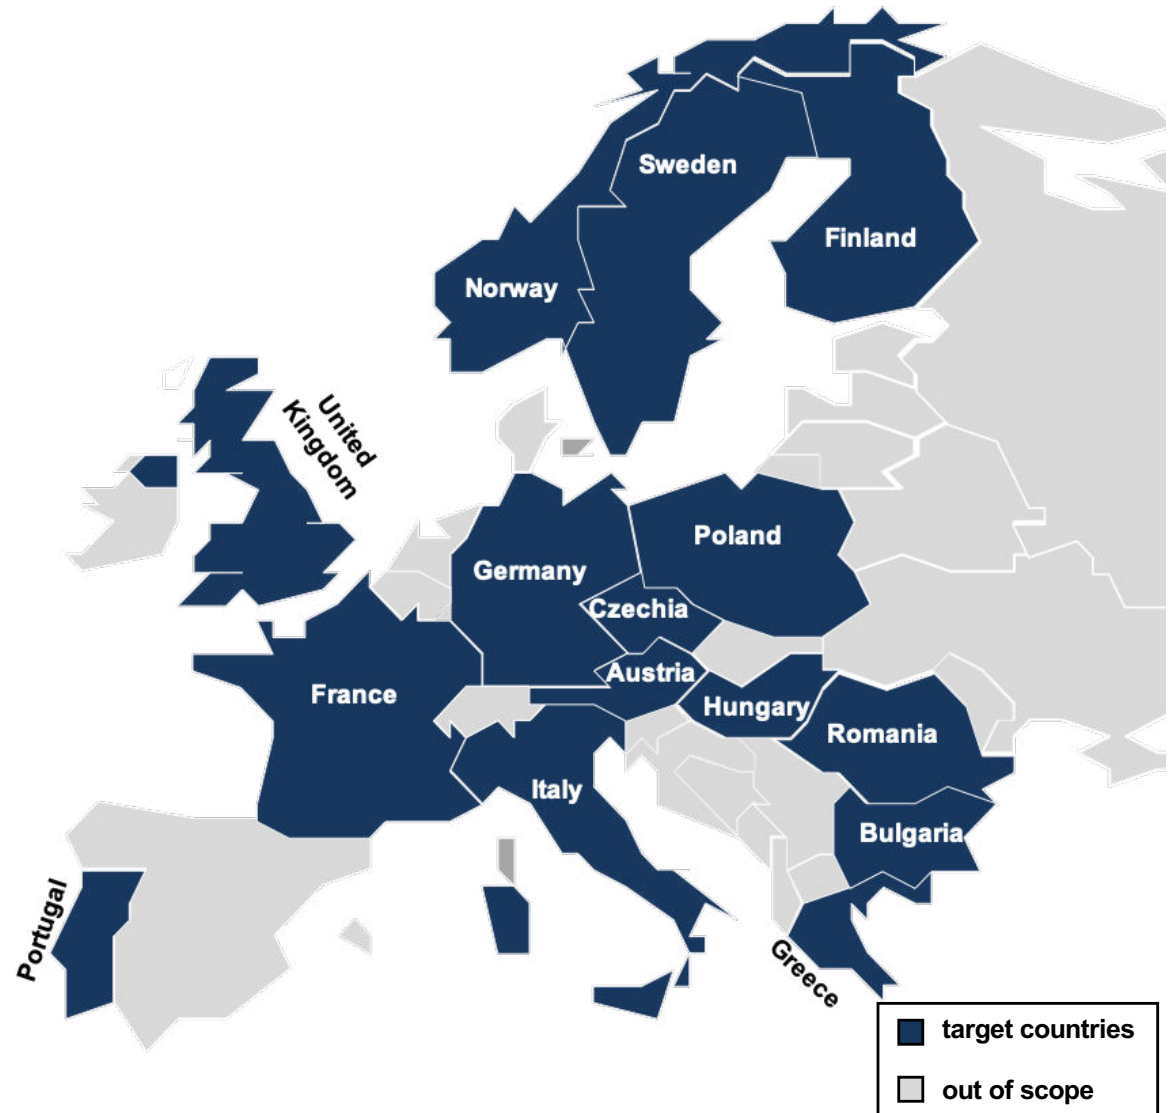 Sweden
Finland
Norway
United
Kingdom
Poland
Germany
Czechia
Austria
France
Hungary
Romania
Italy
Bulgaria
Portugal
Greece
target countries
out of scope